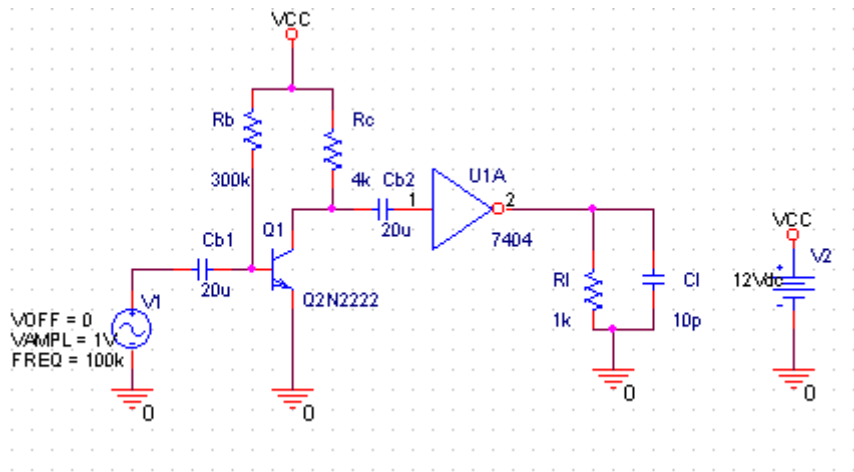 VCC
Rb
Rc
300k
4k
Cb2
U1A
1
2
20u
7404
Cb1
Q1
20u
Q2N2222
V1
VOFF = 0
VAMPL = 1V
FREQ = 100k
Rl
1k
Cl
10p
VCC
V2
12Vdc
+
-
0
0
0
0